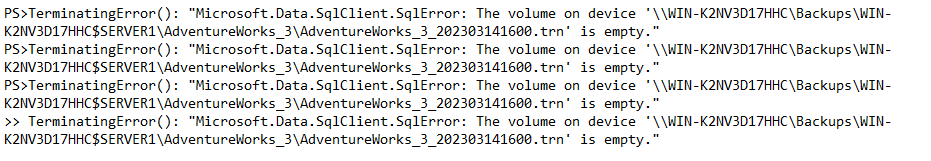 PS>TerminatingError(): "Microsoft.Data.SqlClient.SqlError: The volume on device '\\WIN-K2NV3D17HHC\Backups\WIN-
K2NV3D17HHC$SERVER1\AdventureWorks_3\AdventureWorks_3_202303141600.trn' is empty."
PS>TerminatingError(): "Microsoft.Data.SqlClient.SqlError: The volume on device '\\WIN-K2NV3D17HHC\Backups\WIN-
K2NV3D17HHC$SERVER1\AdventureWorks_3\AdventureWorks_3_202303141600.trn' is empty."
PS>TerminatingError(): "Microsoft.Data.SqlClient.SqlError: The volume on device '\\WIN-K2NV3D17HHC\Backups\WIN-
K2NV3D17HHC$SERVER1\AdventureWorks_3\AdventureWorks_3_202303141600.trn' is empty."
>> TerminatingError(): "Microsoft.Data.SqlClient.SqlError: The volume on device '\\WIN-K2NV3D17HHC\Backups\WIN-
K2NV3D17HHC$SERVER1\AdventureWorks_3\AdventureWorks_3_202303141600.trn' is empty."